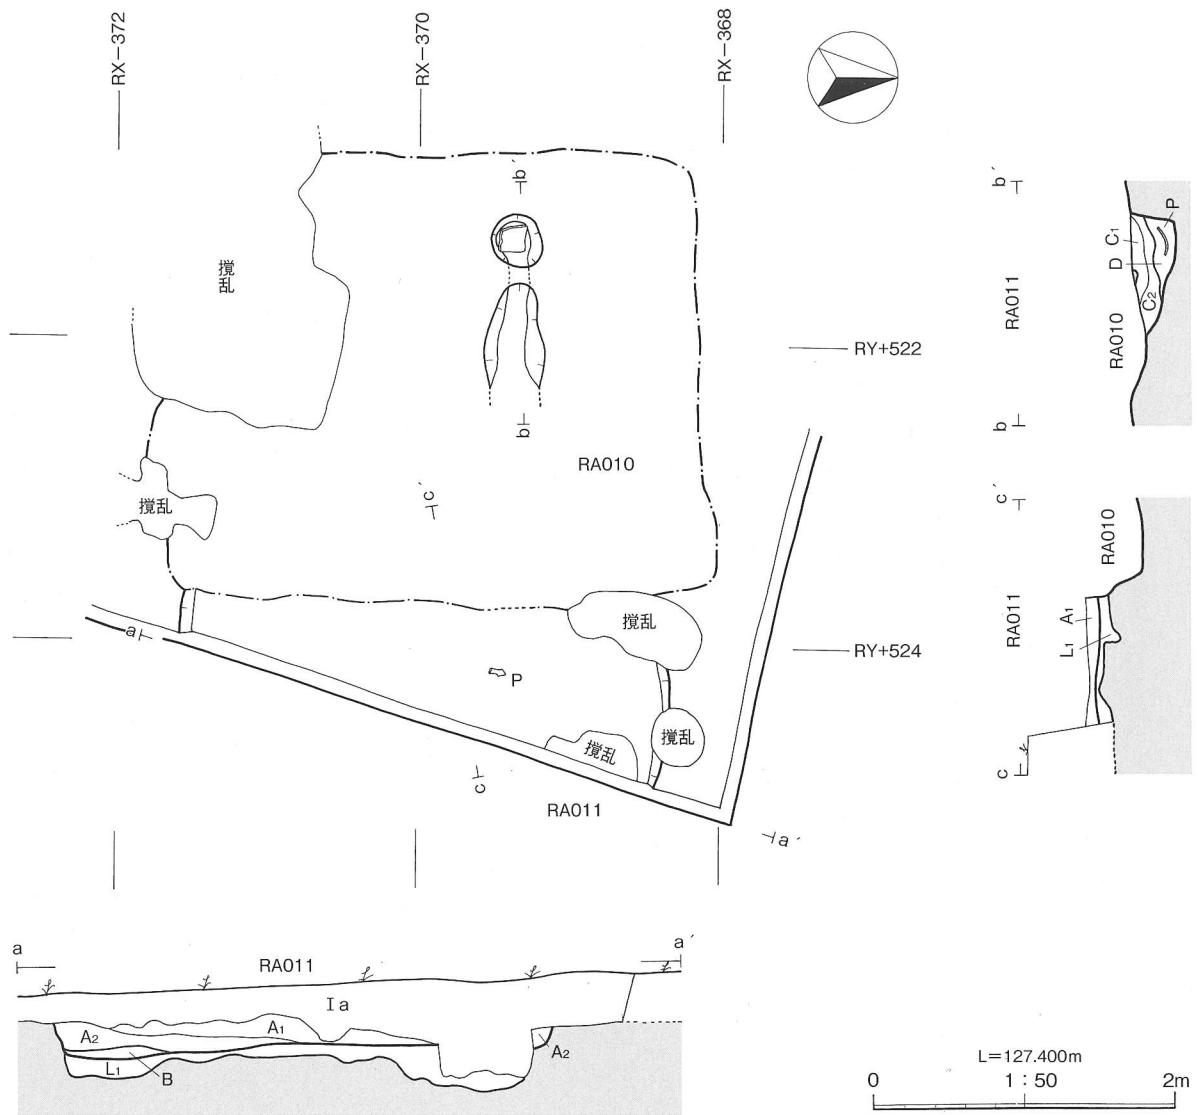 RX−372
RX−370
RX−368
b´
撹乱
RY+522
b
RA010
c´
撹乱
撹乱
a
P
RY+524
撹乱
撹乱
c
RA011
a´
b´
P
C1
D
RA011
C2
RA010
b
c´
RA010
RA011
A1
L1
c
a
a´
RA011
Ia
A1
A2
A2
L1
B
L=127.400m
0
1:50
2m